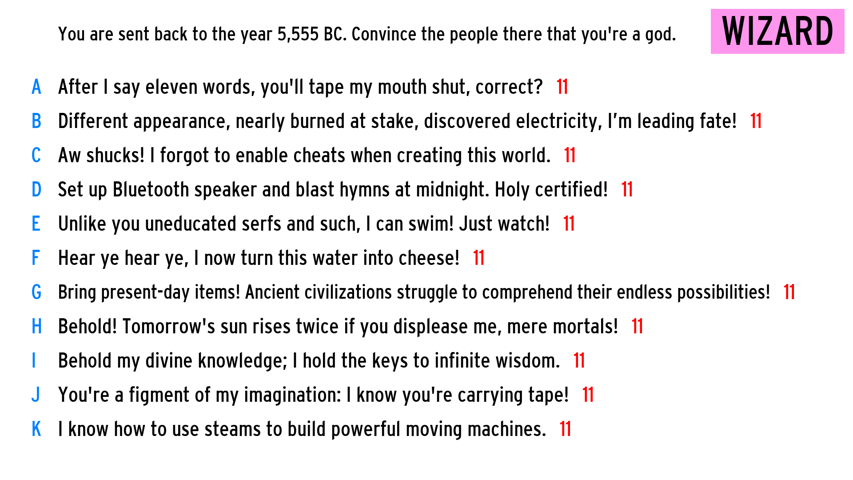 You are sent back to the year 5,555 BC. Convince the people there that you're a god. WIZARD
A After I say eleven words, you'll tape my mouth shut, correct? 11
B Different appearance, nearly burned at stake, discovered electricity, I’m leading fate! 11
C Aw shucks! I forgot to enable cheats when creating this world. 11
D Set up Bluetooth speaker and blast hymns at midnight. Holy certified! 11
E Unlike you uneducated serfs and such, I can swim! Just watch! 11
F Hear ye hear ye, I now turn this water into cheese! 11
G Bring present-day items! Ancient civilizations struggle to comprehend their endless possibilities! 11
H Behold! Tomorrow's sun rises twice if you displease me, mere mortals! 11
I Behold my divine knowledge; I hold the keys to infinite wisdom. 11
J You're a figment of my imagination: I know you're carrying tape! 11
K I know how to use steams to build powerful moving machines. 11